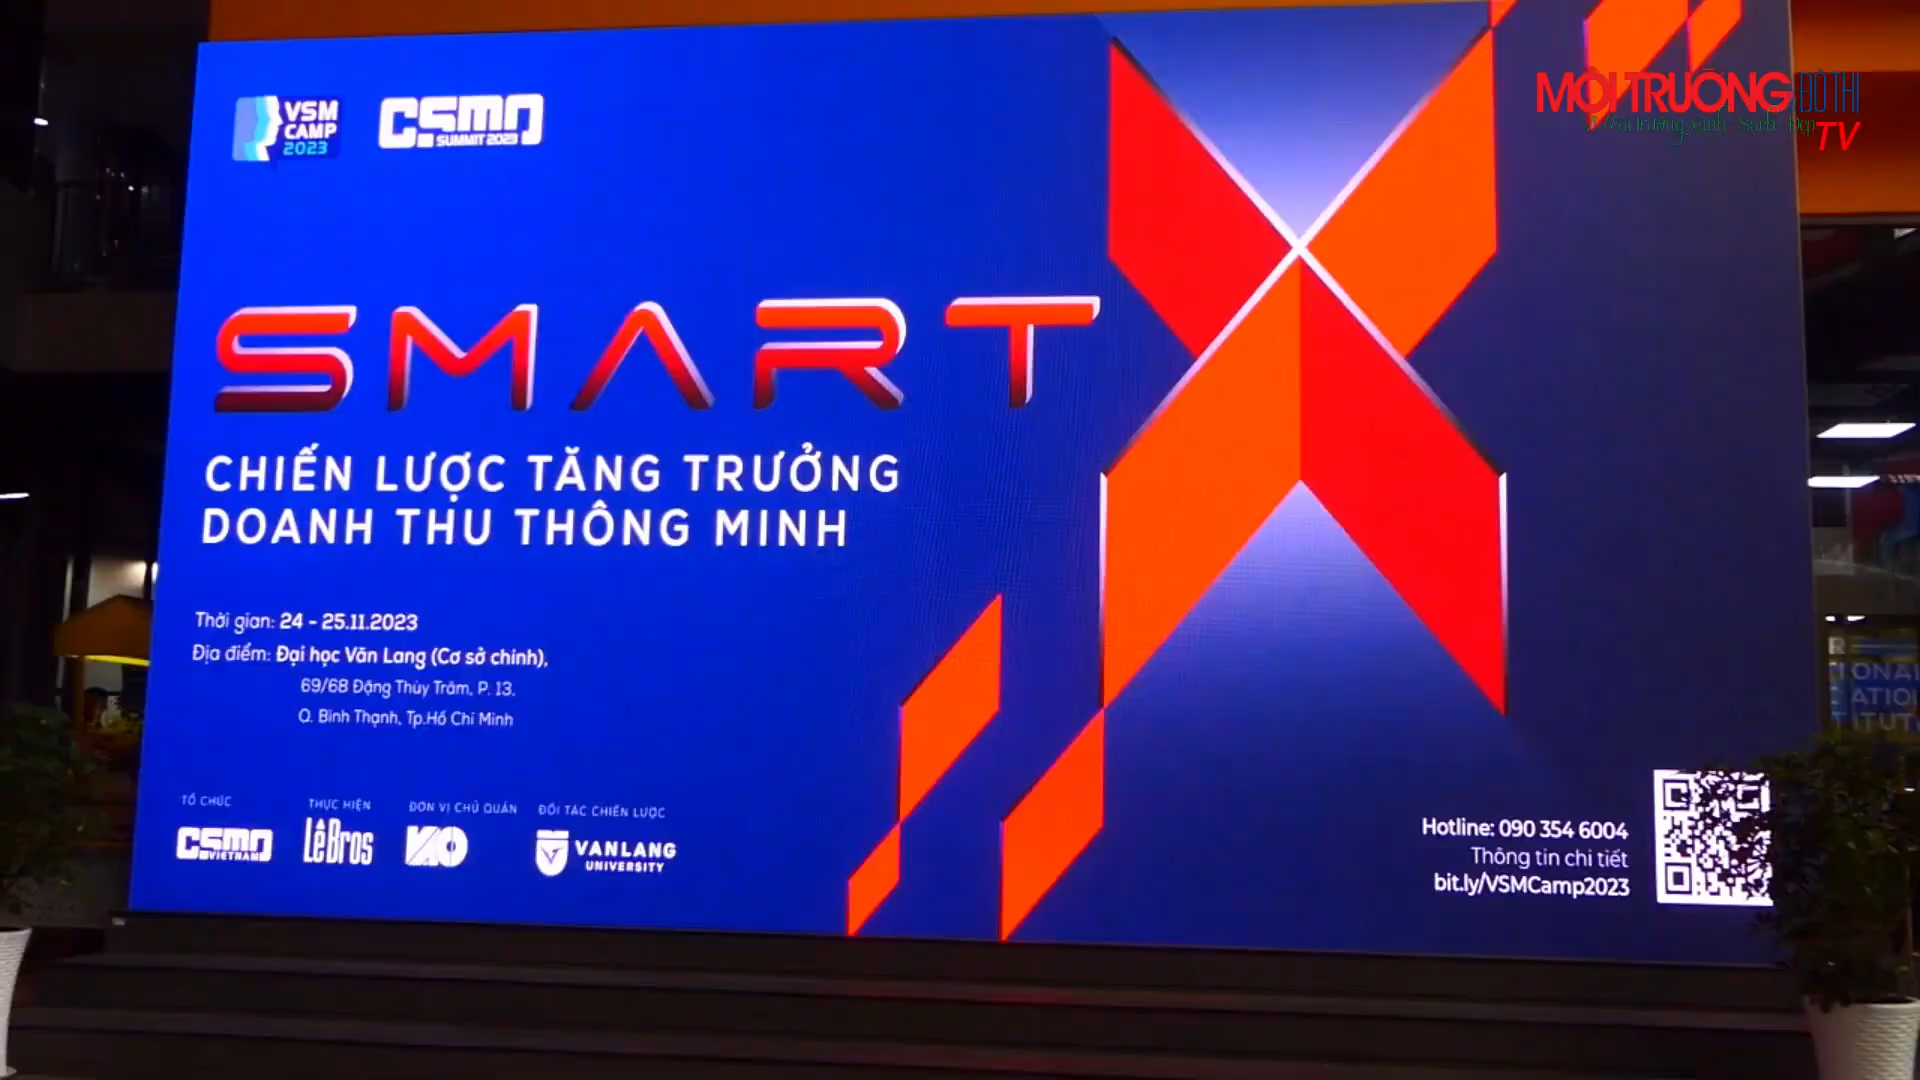 VSM
CAMP
2023
CSMO
SUMMIT 2023
MÔI TRƯỜNG ĐÔ THỊ
TV
SMART X
CHIẾN LƯỢC TĂNG TRƯỞNG
DOANH THU THÔNG MINH
Thời gian: 24 - 25.11.2023
Địa điểm: Đại học Văn Lang (Cơ sở chính),
69/68 Đặng Thùy Trâm, P. 13,
Q. Bình Thạnh, Tp.Hồ Chí Minh
TỔ CHỨC
CSMO
VIETNAM
THỰC HIỆN
LêBros
ĐƠN VỊ CHỦ QUẢN
ĐỐI TÁC CHIẾN LƯỢC
VANLANG
UNIVERSITY
Hotline: 090 354 6004
Thông tin chi tiết
bit.ly/VSMCamp2023